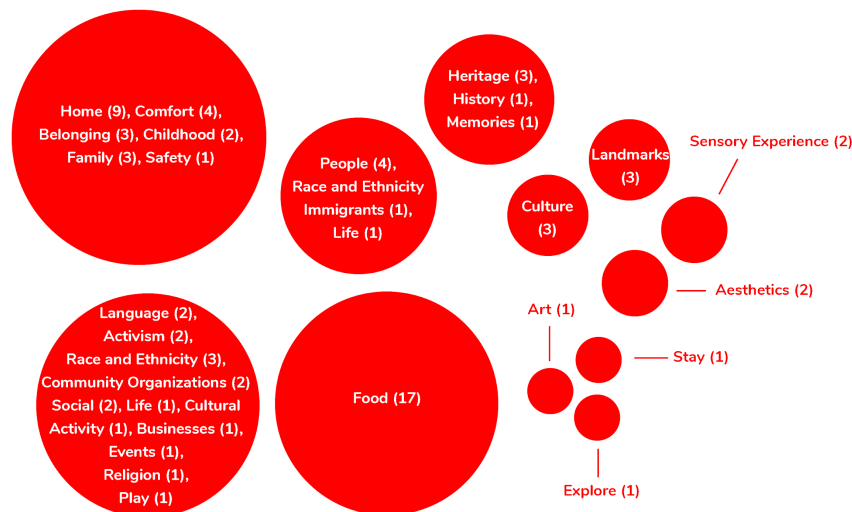 Home (9), Comfort (4),
Belonging (3), Childhood (2),
Family (3), Safety (1)
People (4),
Race and Ethnicity
Immigrants (1),
Life (1)
Heritage (3),
History (1),
Memories (1)
Culture
(3)
Landmarks
(3)
Sensory Experience (2)
Aesthetics (2)
Language (2),
Activism (2),
Race and Ethnicity (3),
Community Organizations (2)
Social (2), Life (1), Cultural
Activity (1), Businesses (1),
Events (1),
Religion (1),
Play (1)
Food (17)
Art (1)
Stay (1)
Explore (1)